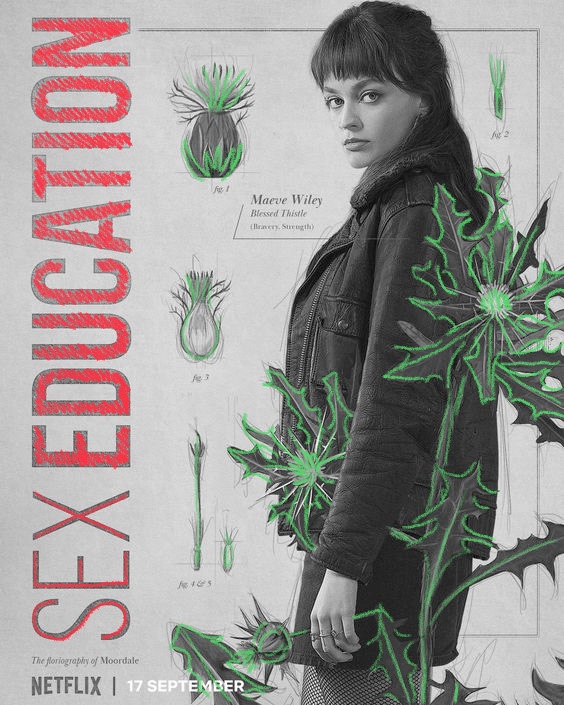 SEX EDUCATION
fig. 1
fig. 2
Maeve Wiley
Blessed Thistle
(Bravery, Strength)
fig. 3
fig. 4 & 5
The floriography of Moordale
NETFLIX | 17 SEPTEMBER